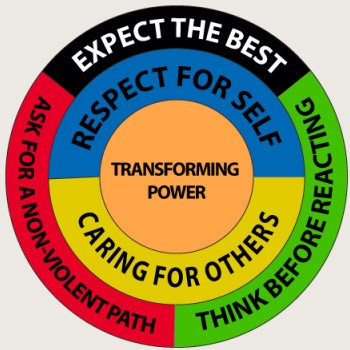 EXPECT THE BEST
RESPECT FOR SELF
TRANSFORMING
POWER
CARING FOR OTHERS
ASK FOR A NON-VIOLENT PATH
THINK BEFORE REACTING